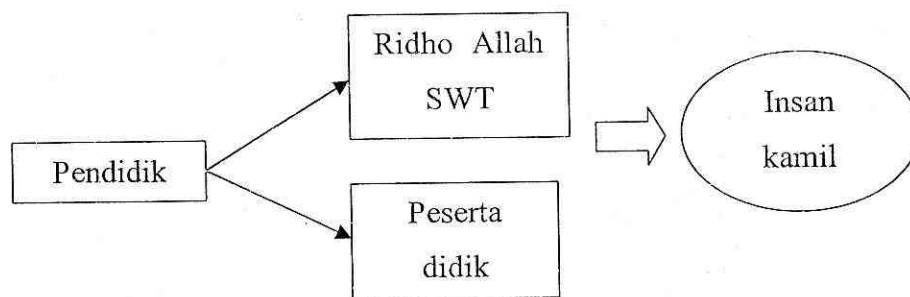 Ridho Allah
SWT
Insan
kamil
Pendidik
Peserta
didik